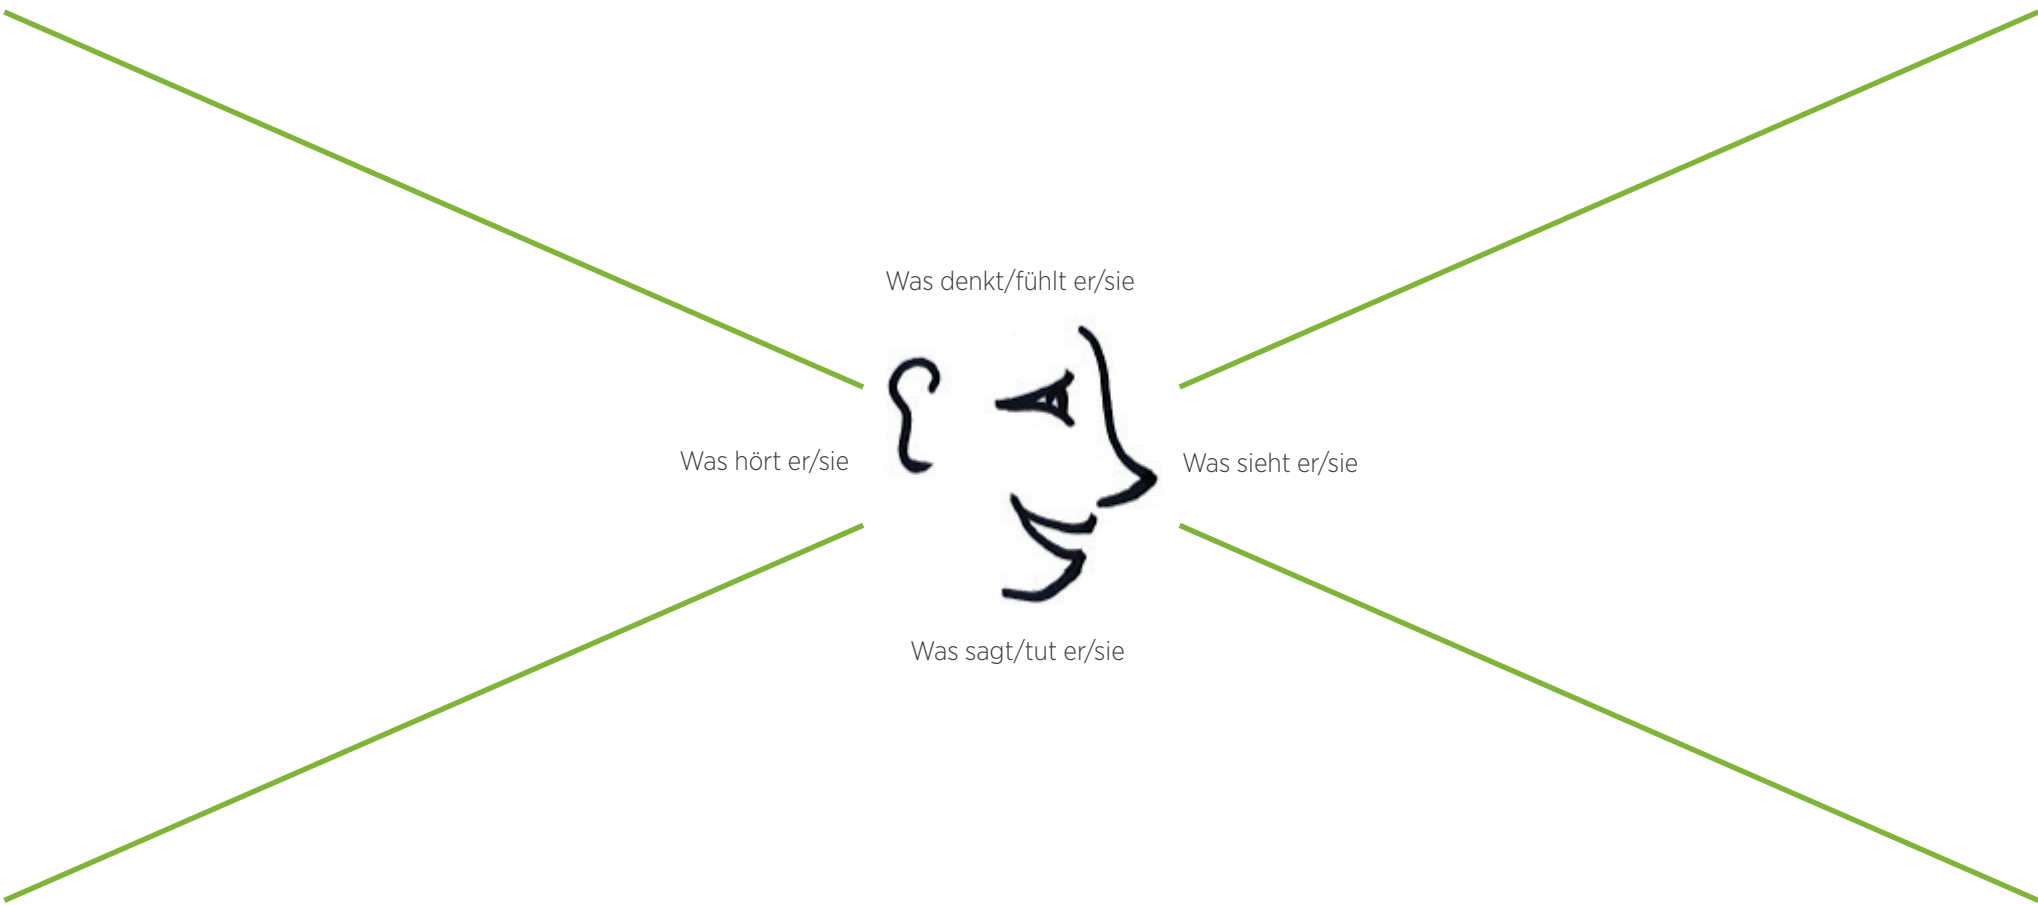 Was denkt/fühlt er/sie
Was hört er/sie
Was sieht er/sie
Was sagt/tut er/sie